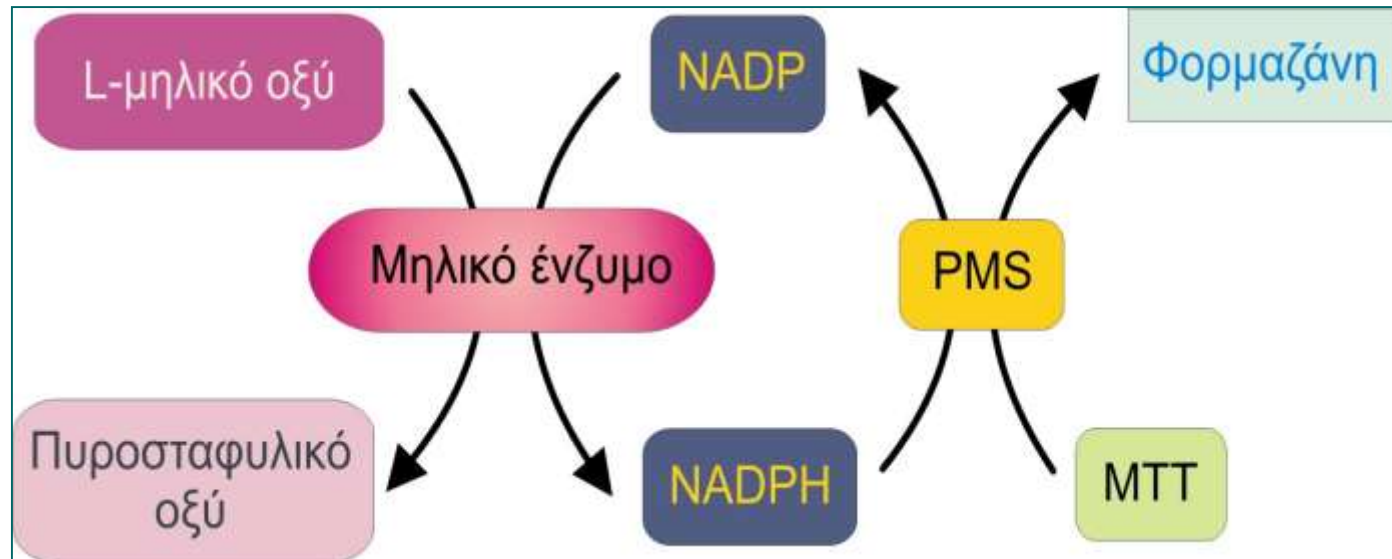 L-μηλικό οξύ
NADP
Φορμαζάνη
Μηλικό ένζυμο
PMS
Πυροσταφυλικό
οξύ
NADPH
MTT